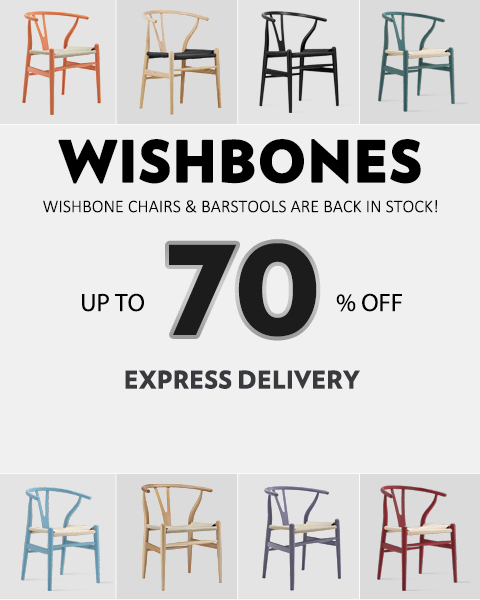 WISHBONES
WISHBONE CHAIRS & BARSTOOLS ARE BACK IN STOCK!
UP TO 70 % OFF
EXPRESS DELIVERY